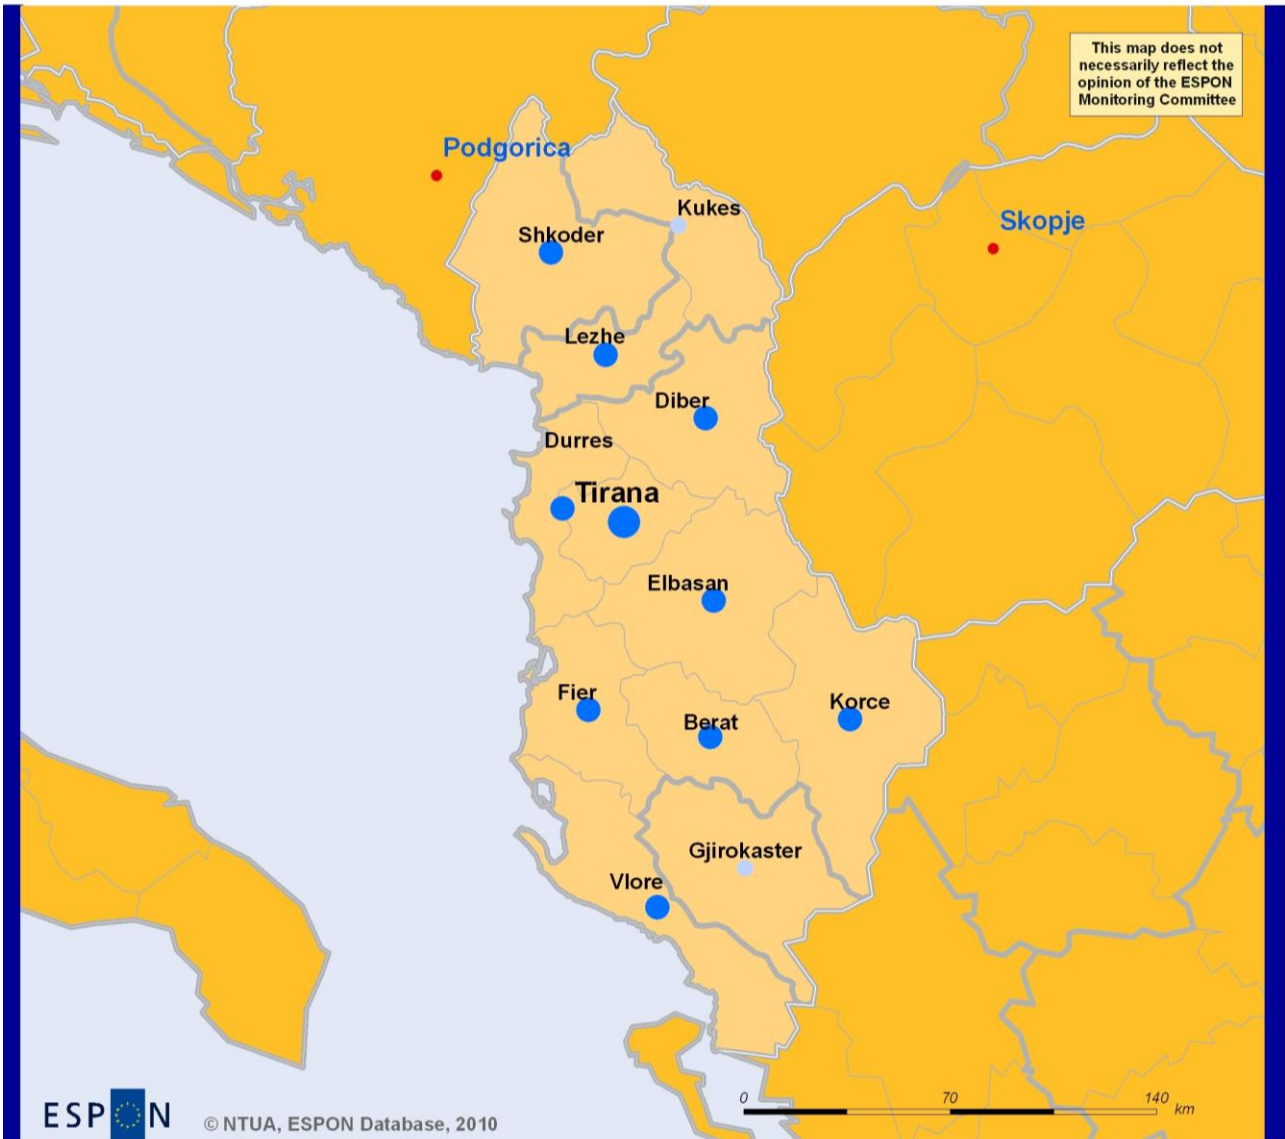 This map does not
necessarily reflect the
opinion of the ESPON
Monitoring Committee
Podgorica
Kukes
Skopje
Shkoder
Lezhe
Diber
Durres
Tirana
Elbasan
Fier
Korce
Berat
Gjirokaster
Vlore
0 70 140 km
ESPON © NTUA, ESPON Database, 2010